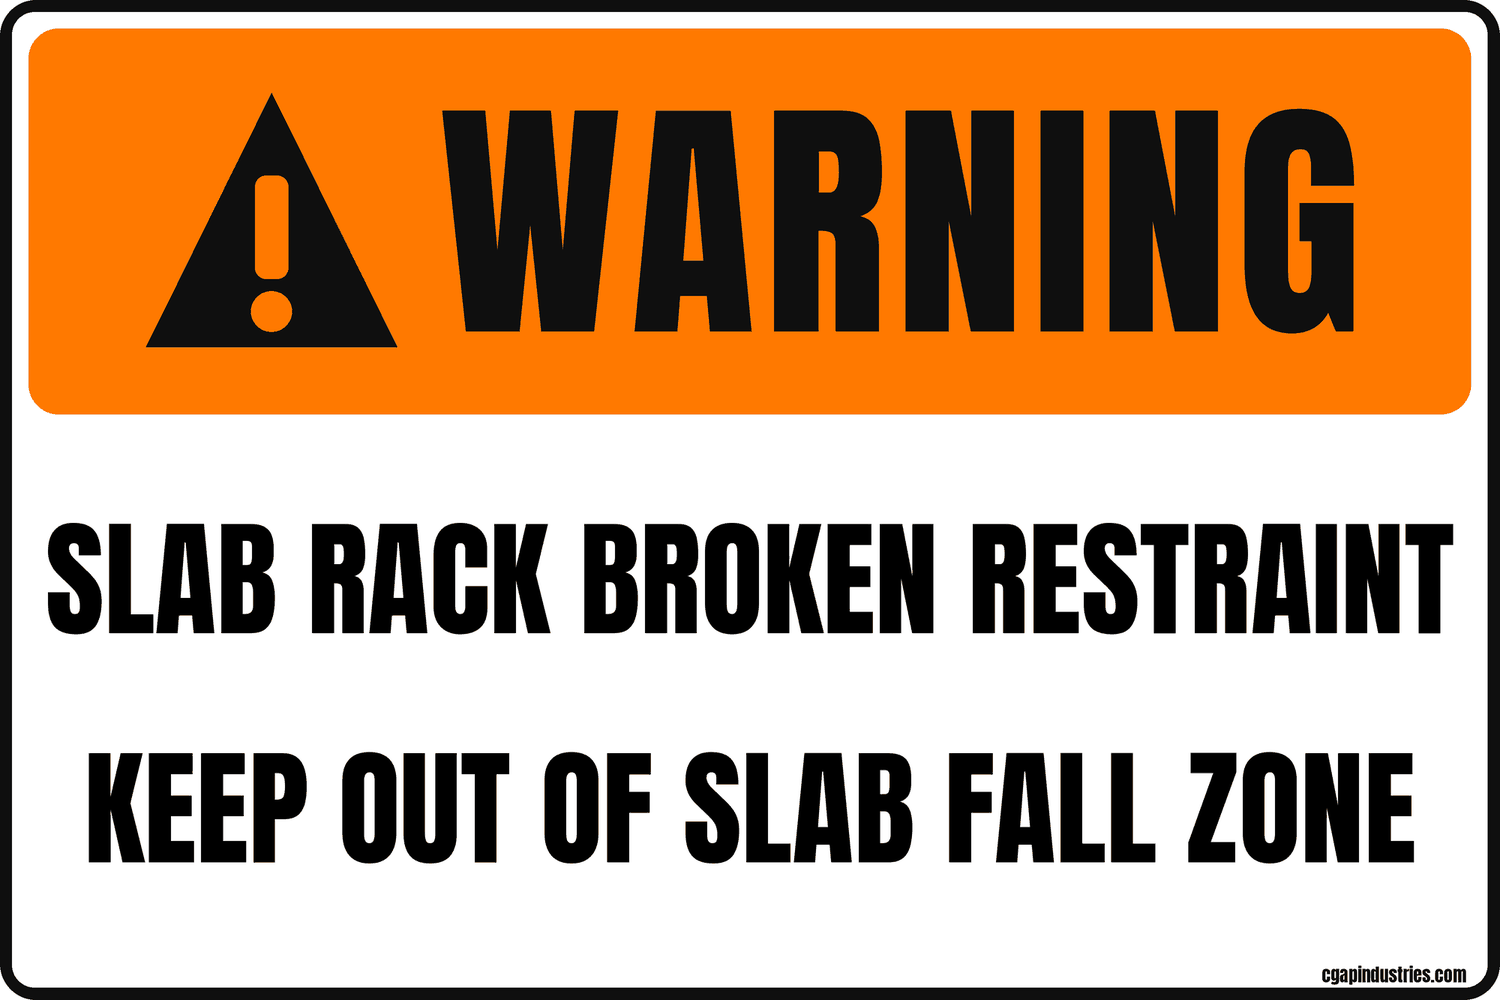 WARNING
SLAB RACK BROKEN RESTRAINT
KEEP OUT OF SLAB FALL ZONE
cgapindustries.com